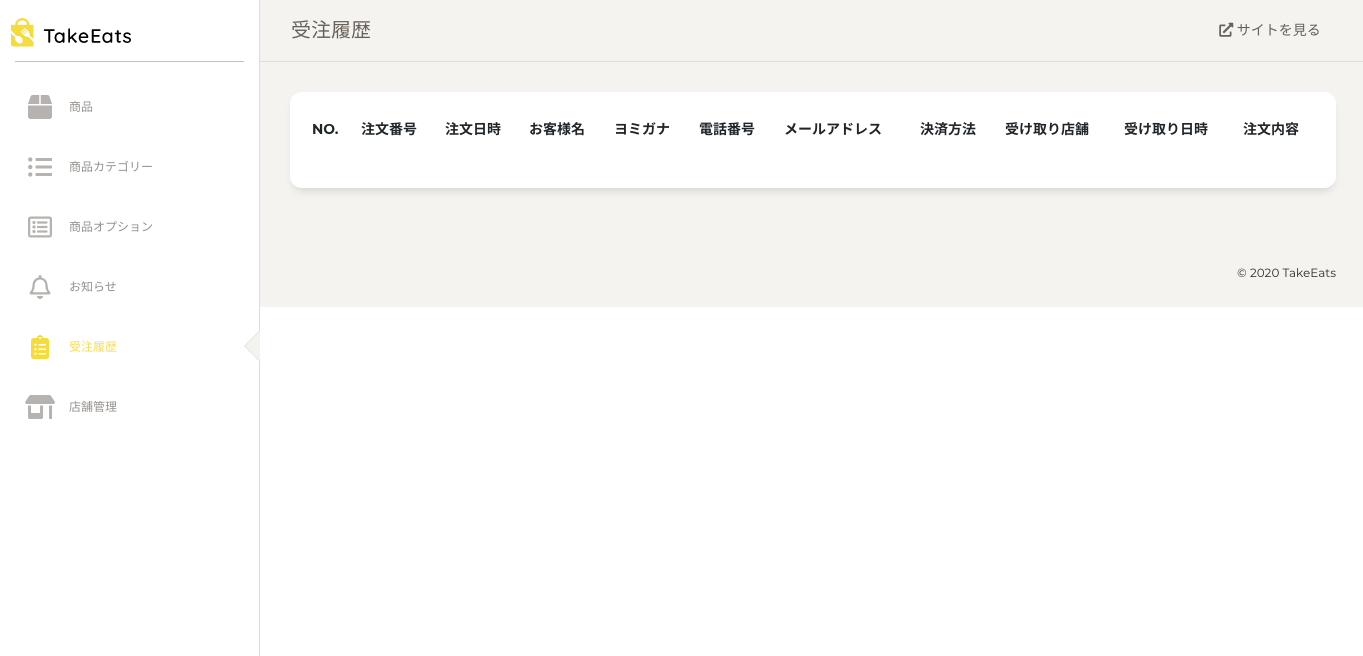 TakeEats
商品
商品カテゴリー
商品オプション
お知らせ
受注履歴
店舗管理
受注履歴
サイトを見る
NO. 注文番号 注文日時 お客様名 ヨミガナ 電話番号 メールアドレス 決済方法 受け取り店舗 受け取り日時 注文内容
© 2020 TakeEats